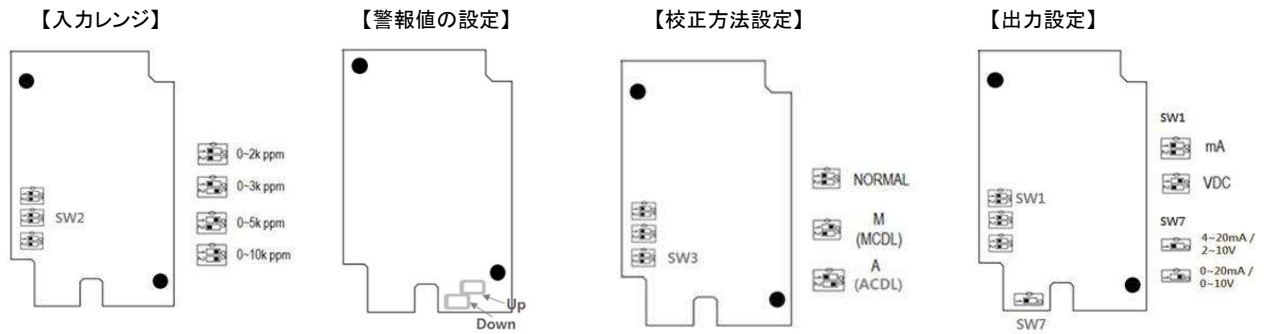 【入力レンジ】
SW2
0~2k ppm
0~3k ppm
0~5k ppm
0~10k ppm
【警報値の設定】
Up
Down
【校正方法設定】
SW3
NORMAL
M
(MCDL)
A
(ACDL)
【出力設定】
SW1
SW7
SW1
mA
VDC
SW7
4~20mA /
2~10V
0~20mA /
0~10V